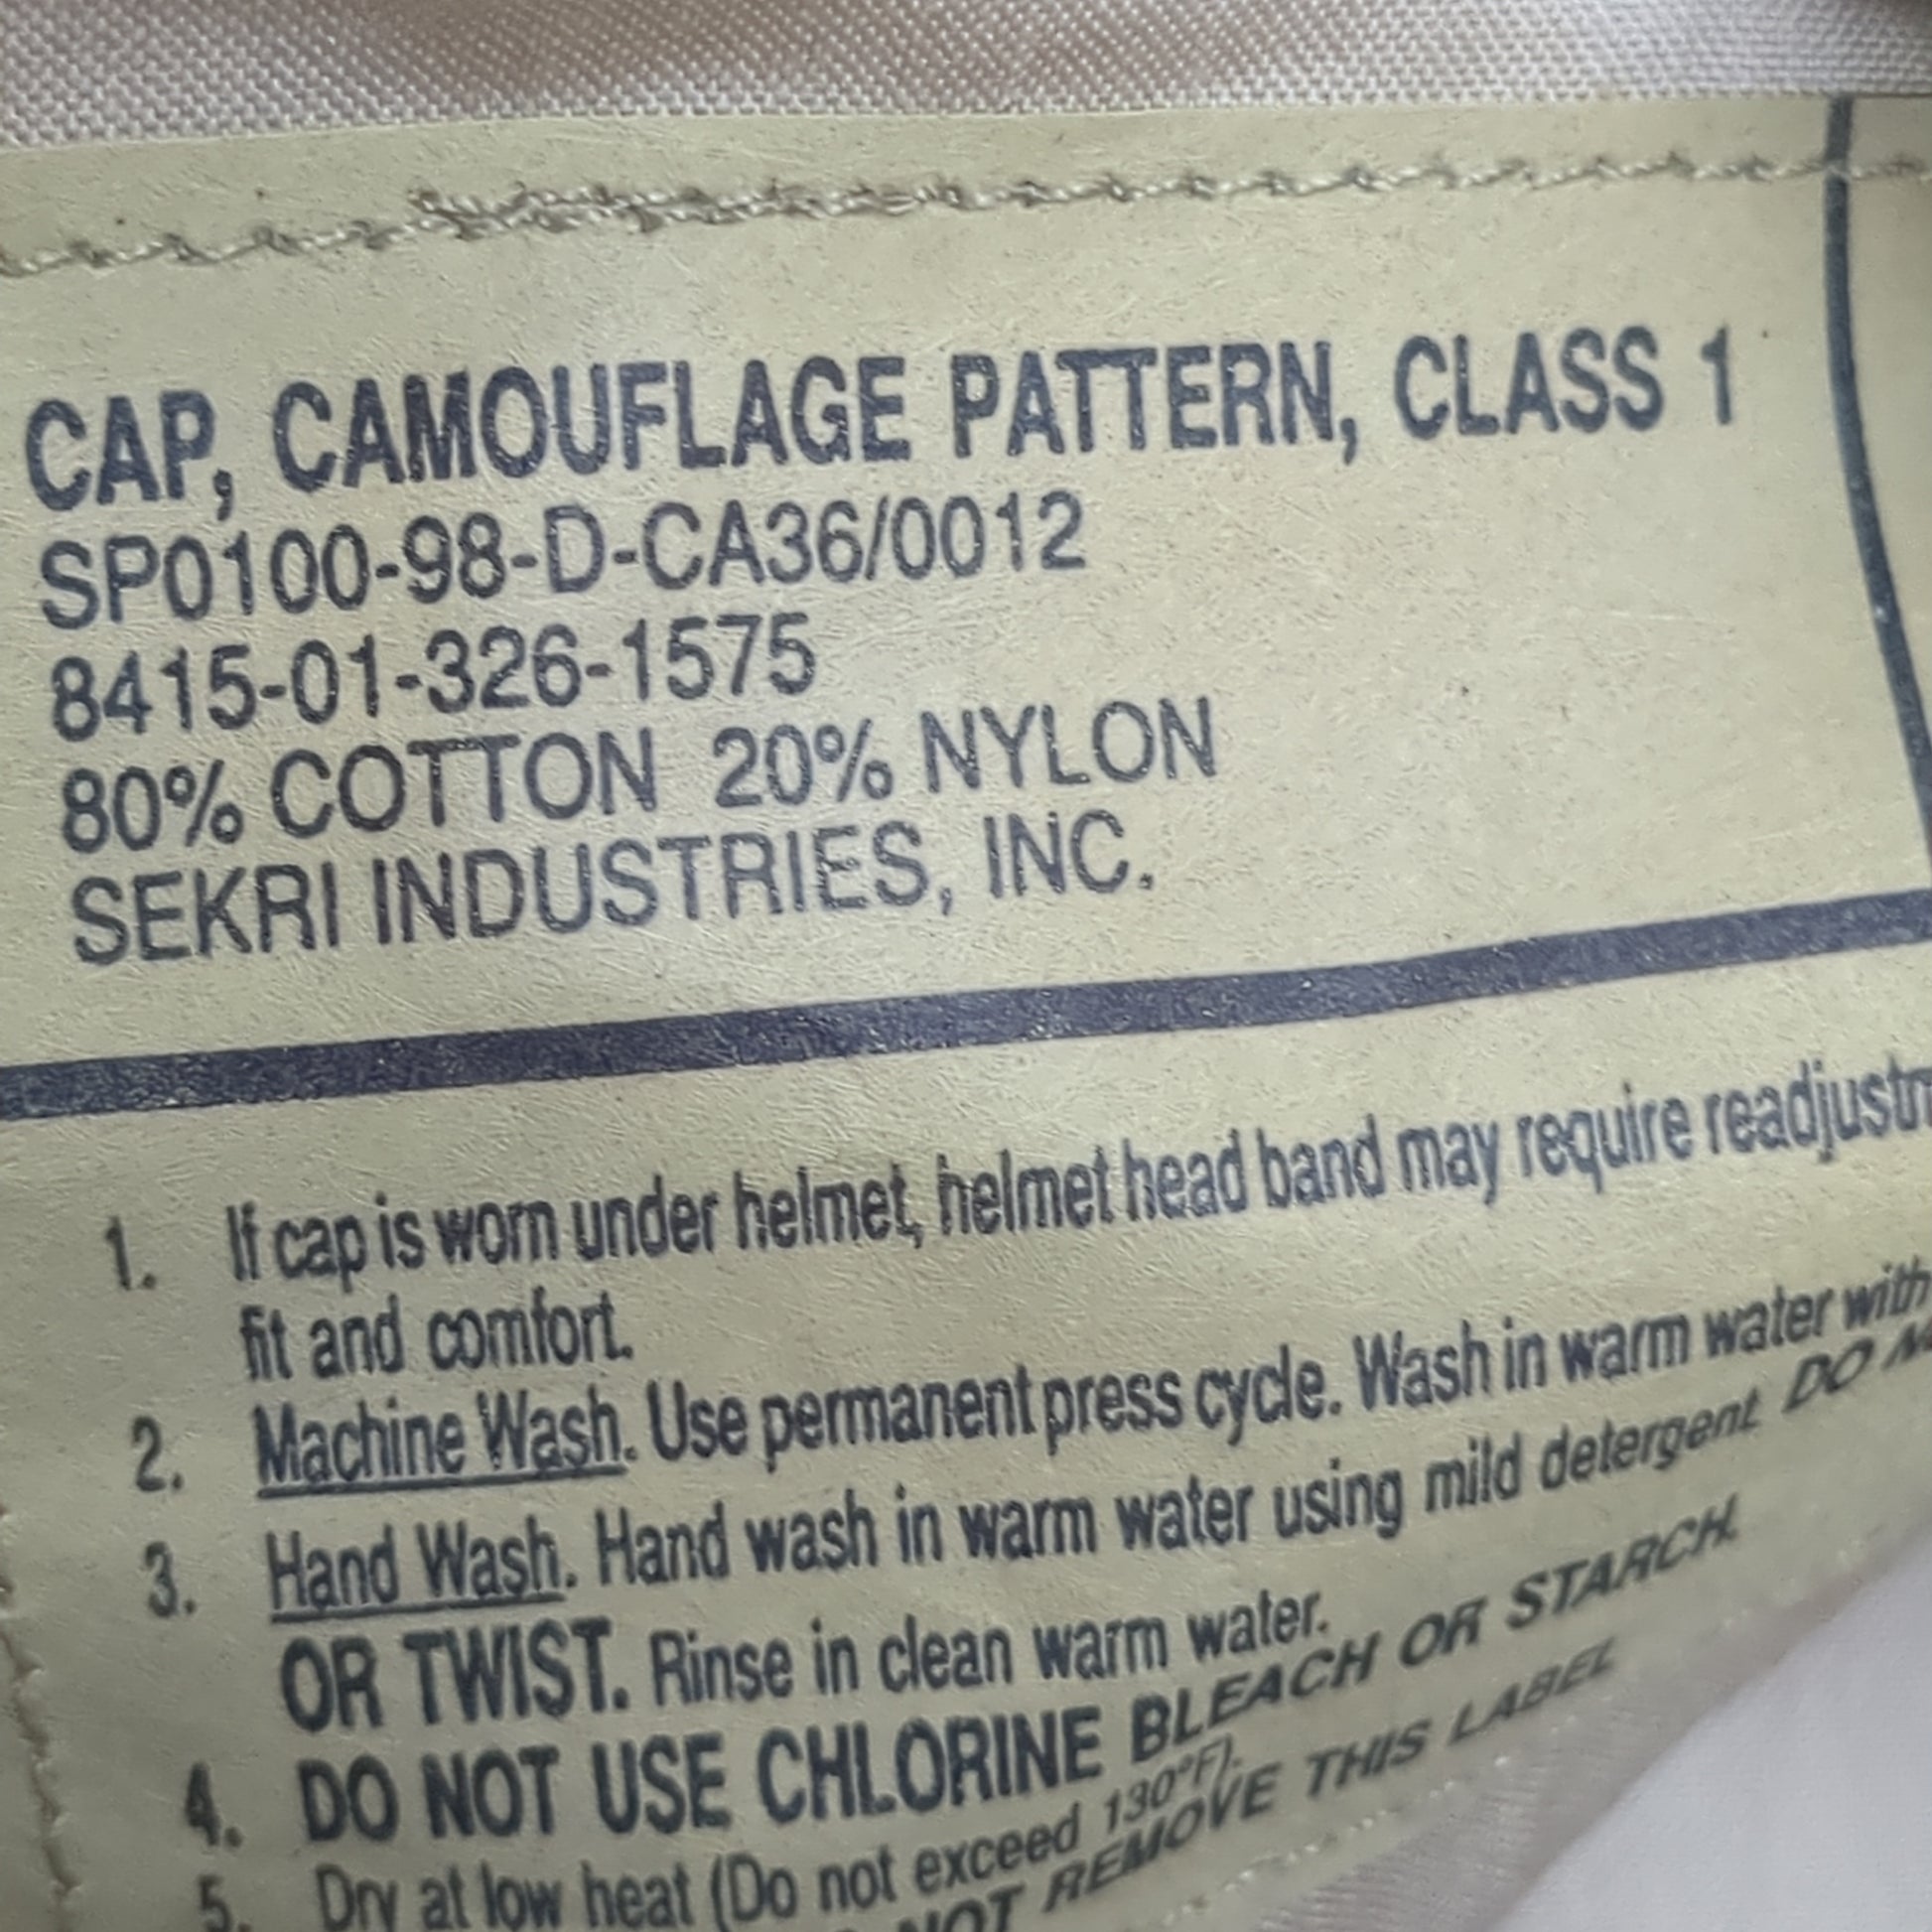 CAP, CAMOUFLAGE PATTERN, CLASS 1
SP0100-98-D-CA36/0012
8415-01-326-1575
80% COTTON 20% NYLON
SEKRI INDUSTRIES, INC.
1. If cap is worn under helmet, helmet head band may require
fit and comfort.
2. Machine Wash. Use permanent press cycle. Wash in warm water with
3. Hand Wash. Hand wash in warm water using mild detergent. DO
OR TWIST. Rinse in clean warm water.
4. DO NOT USE CHLORINE BLEACH OR STARCH.
5. Dry at low heat (Do not exceed 130°F).
NOT REMOVE THIS LABEL